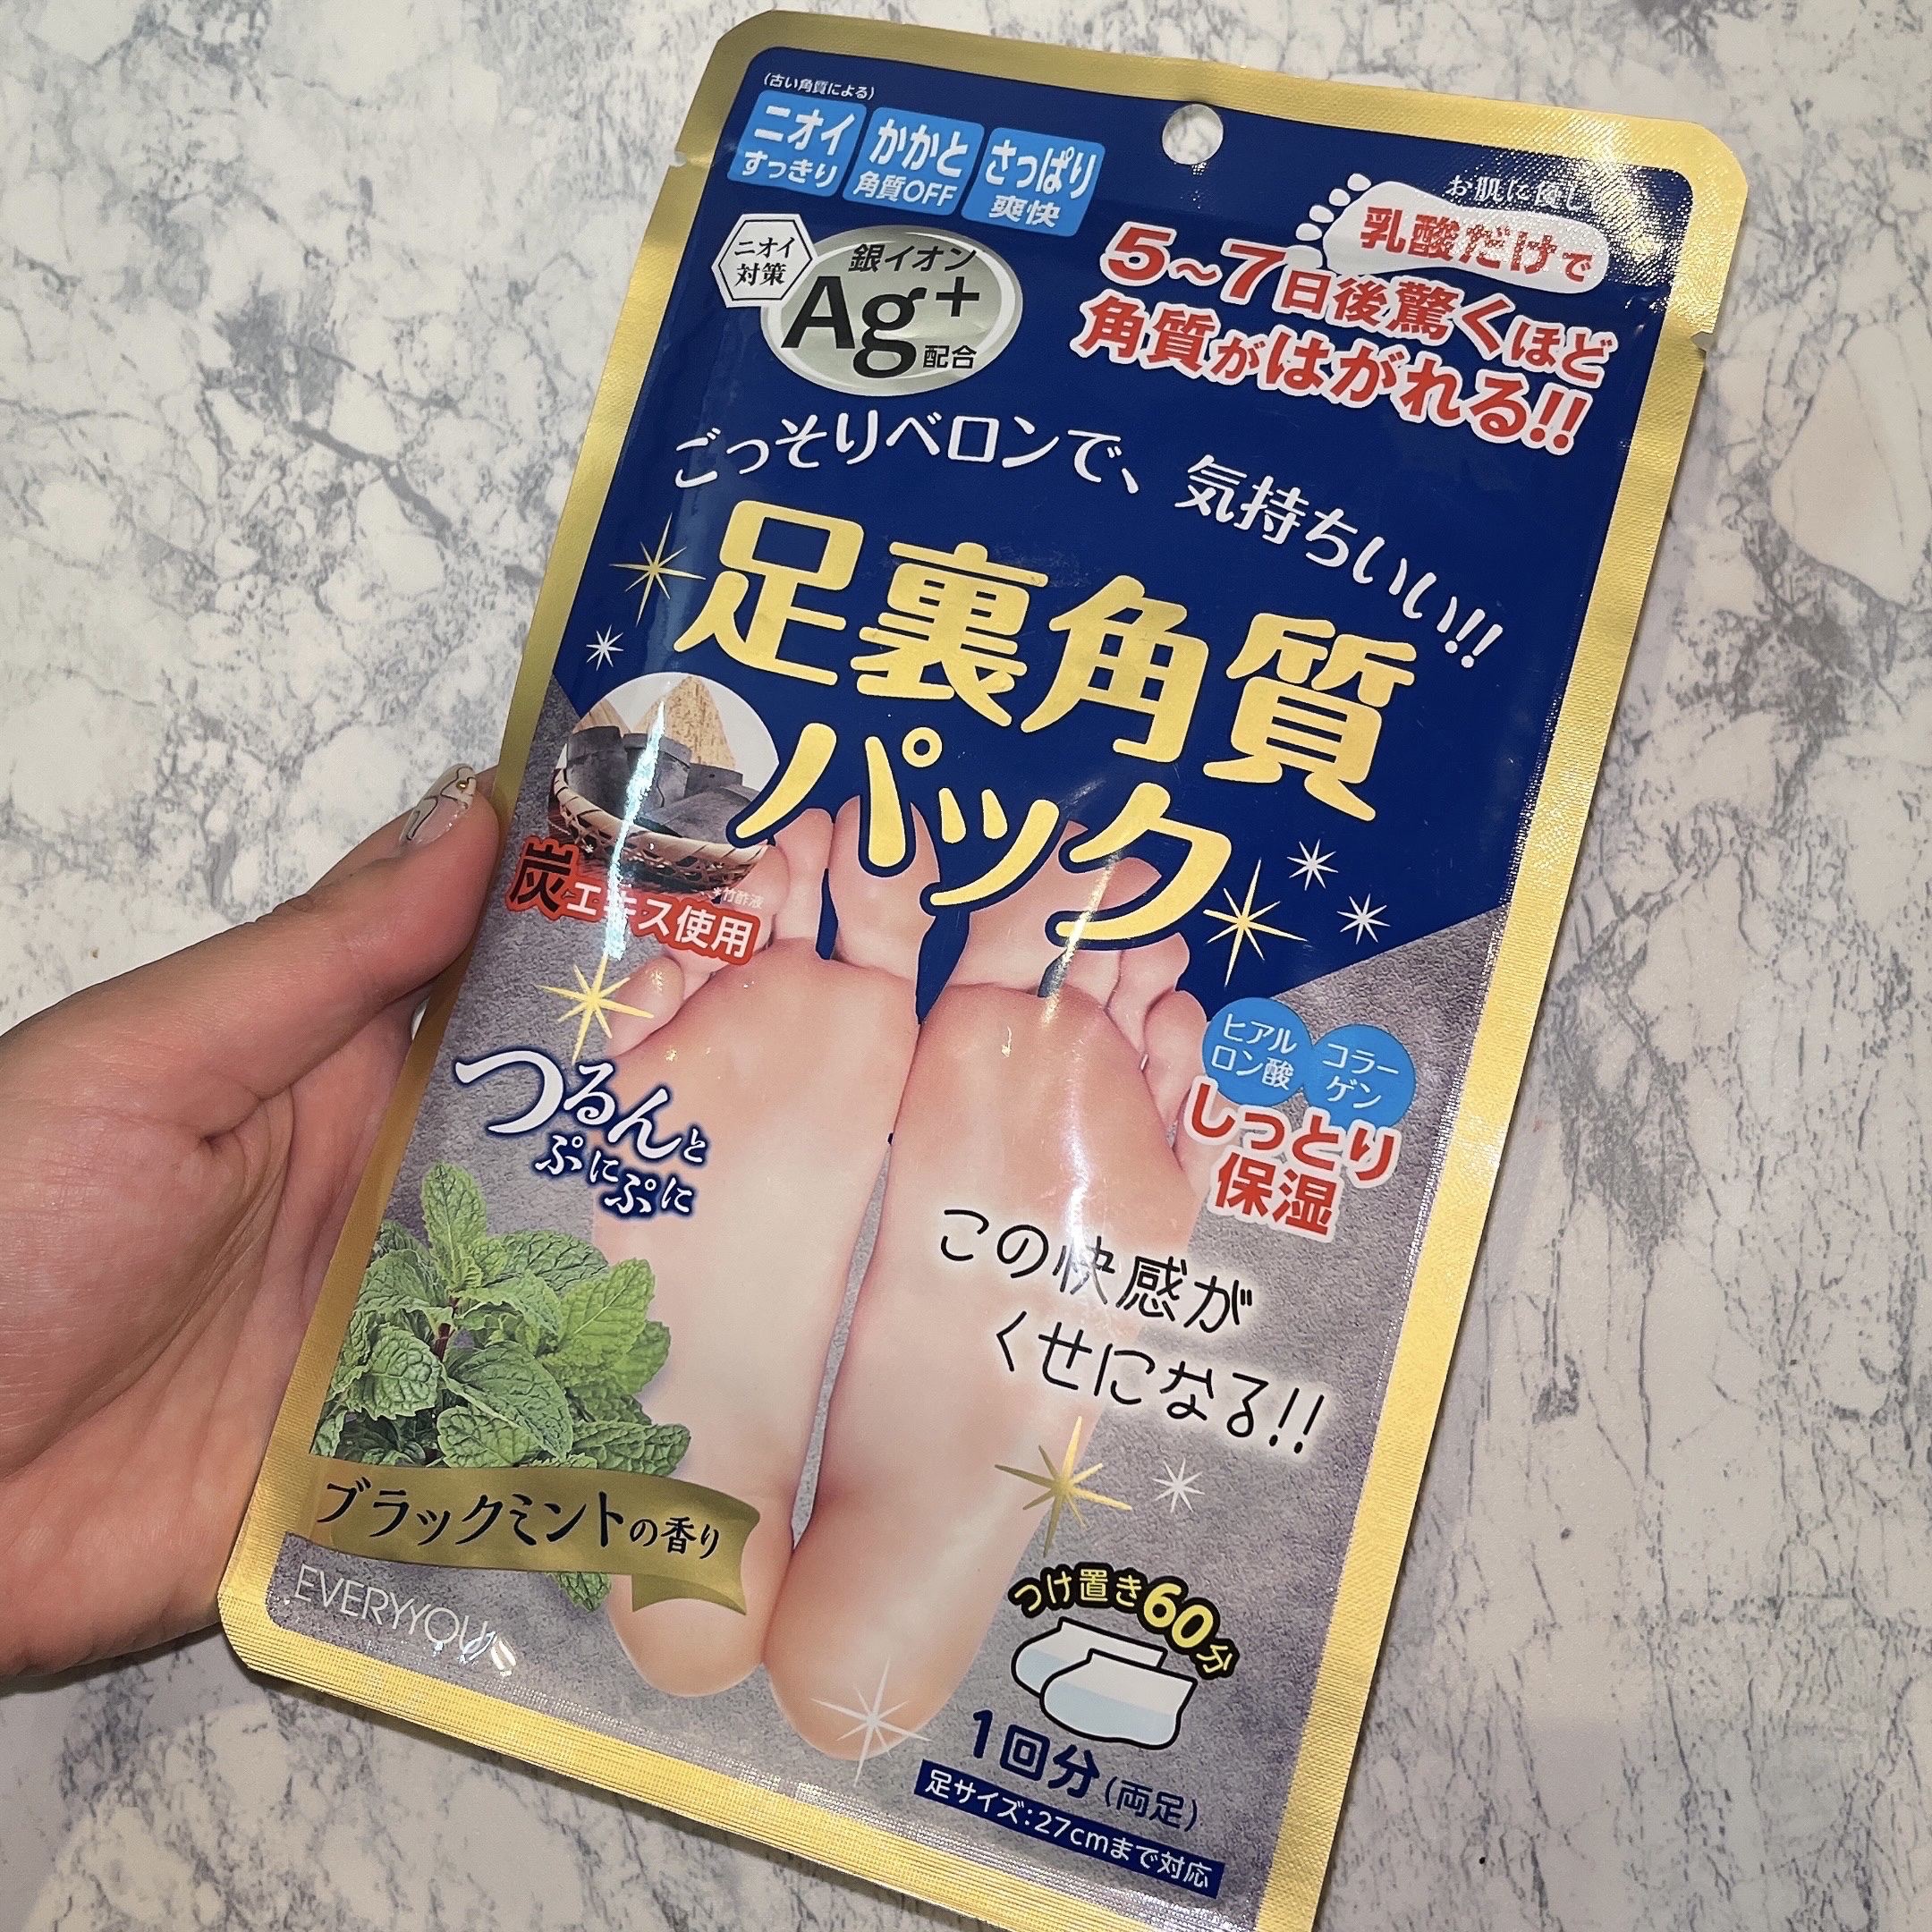 (古い角質による)
ニオイ
すっきり
かかと
角質OFF
さっぱり
爽快
ニオイ
対策
銀イオン
Ag+
配合
お肌に優し
乳酸だけで
5~7日後驚くほど
角質がはがれる!!
ごっそりベロンで、気持ちいい!!
足裏角質
パック
炭*エキス使用
*竹酢液
つるんと
ぷにぷに
ヒアル
ロン酸
コラー
ゲン
しっとり
保湿
この快感が
くせになる!!
ブラックミントの香り
EVERYYOU
つけ置き60分
1回分(両足)
足サイズ:27cmまで対応